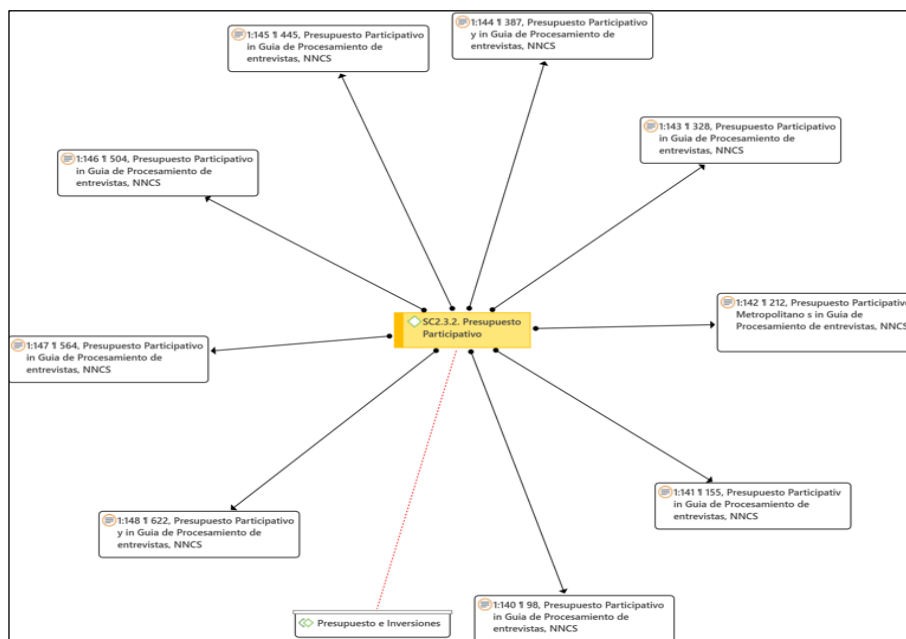 1:144 ¶ 387, Presupuesto Participativo
y in Guia de Procesamiento de
entrevistas, NNCS
1:145 ¶ 445, Presupuesto Participativo
in Guia de Procesamiento de
entrevistas, NNCS
1:143 ¶ 328, Presupuesto Participativo
in Guia de Procesamiento de
entrevistas, NNCS
1:146 ¶ 504, Presupuesto Participativo
in Guia de Procesamiento de
entrevistas, NNCS
1:142 ¶ 212, Presupuesto Participativo
Metropolitano s in Guia de
Procesamiento de entrevistas, NNCS
SC2.3.2. Presupuesto
Participativo
1:147 ¶ 564, Presupuesto Participativo
in Guia de Procesamiento de
entrevistas, NNCS
1:141 ¶ 155, Presupuesto Participativ
in Guia de Procesamiento de
entrevistas, NNCS
1:148 ¶ 622, Presupuesto Participativo
y in Guia de Procesamiento de
entrevistas, NNCS
1:140 ¶ 98, Presupuesto Participativo
in Guia de Procesamiento de
entrevistas, NNCS
Presupuesto e Inversiones